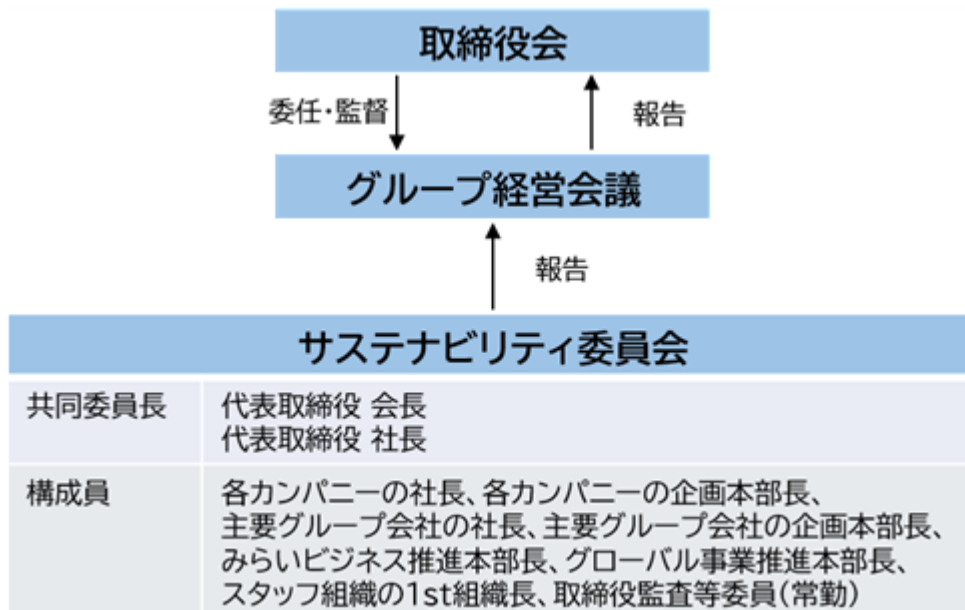 取締役会
委任・監督
報告
グループ経営会議
報告
サステナビリティ委員会
共同委員長
代表取締役 会長
代表取締役 社長
構成員
各カンパニーの社長、各カンパニーの企画本部長、
主要グループ会社の社長、主要グループ会社の企画本部長、
みらいビジネス推進本部長、グローバル事業推進本部長、
スタッフ組織の1st組織長、取締役監査等委員(常勤)